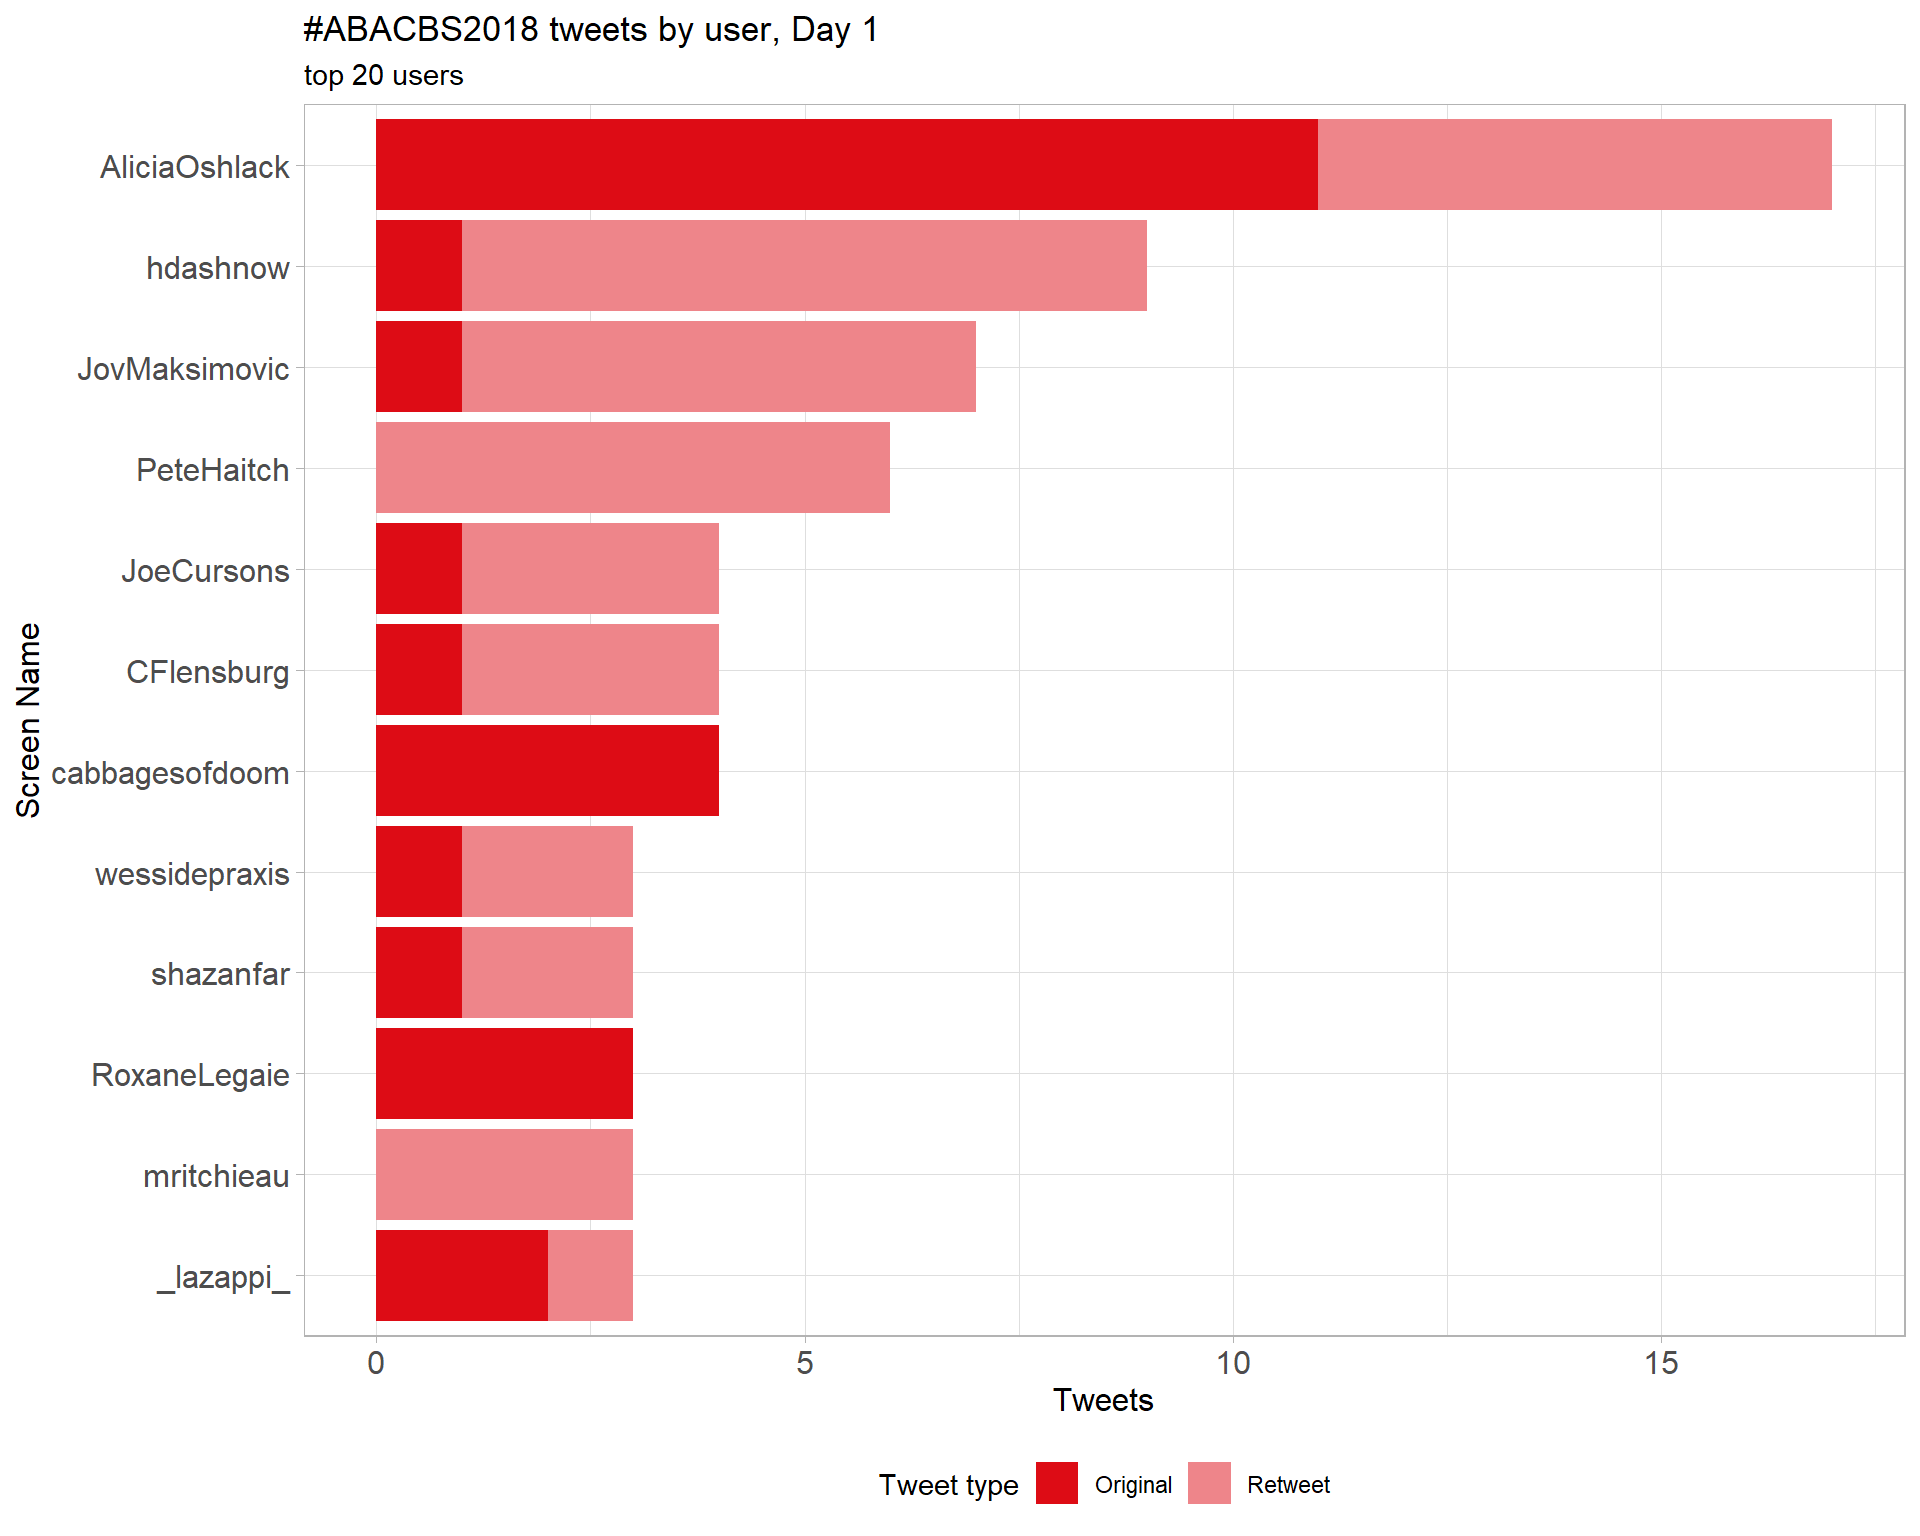 #ABACBS2018 tweets by user, Day 1
top 20 users
AliciaOshlack
hdashnow
JovMaksimovic
PeteHaitch
JoeCursons
CFlensburg
cabbagesofdoom
wessidepraxis
shazanfar
RoxaneLegaie
mritchieau
_lazappi_
Screen Name
0 5 10 15
Tweets
Tweet type Original Retweet